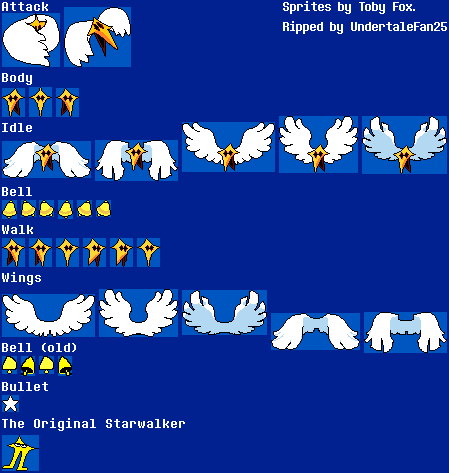 Attack
Sprites by Toby Fox.
Ripped by UndertaleFan25
Body
Idle
Bell
Walk
Wings
Bell (old)
Bullet
The Original Starwalker